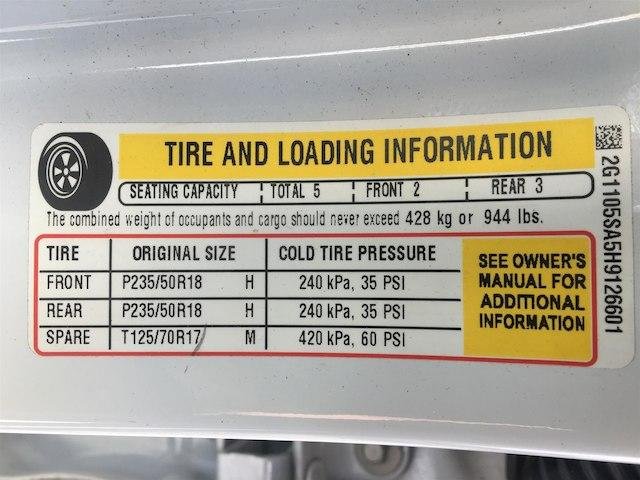 TIRE AND LOADING INFORMATION
SEATING CAPACITY TOTAL 5 FRONT 2 REAR 3
The combined weight of occupants and cargo should never exceed 428 kg or 944 lbs.
TIRE ORIGINAL SIZE COLD TIRE PRESSURE
FRONT P235/50R18 H 240 kPa, 35 PSI
REAR P235/50R18 H 240 kPa, 35 PSI
SPARE T125/70R17 M 420 kPa, 60 PSI
SEE OWNER'S
MANUAL FOR
ADDITIONAL
INFORMATION
2G1105SA5H9126601